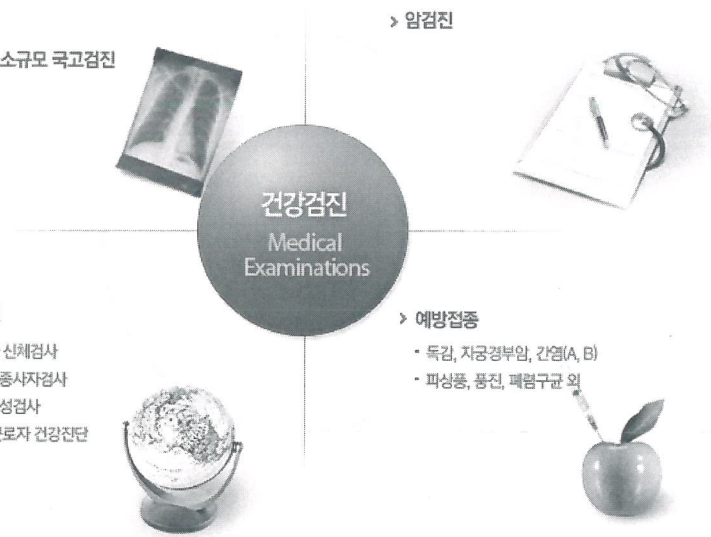 > 암검진
소규모 국고검진
건강검진
Medical
Examinations
> 예방접종
• 독감, 자궁경부암, 간염(A, B)
• 파상풍, 풍진, 폐렴구균 외
신체검사
종사자검사
성검사
근로자 건강진단